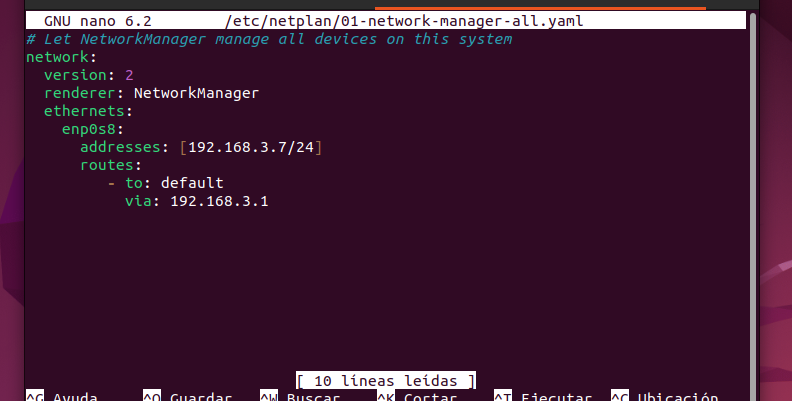 GNU nano 6.2 /etc/netplan/01-network-manager-all.yaml
# Let NetworkManager manage all devices on this system
network:
  version: 2
  renderer: NetworkManager
  ethernets:
    enp0s8:
      addresses: [192.168.3.7/24]
      routes:
         - to: default
           via: 192.168.3.1
[ 10 líneas leídas ]
^G Ayuda ^O Guardar ^W Buscar ^K Cortar ^T Ejecutar ^C Ubicación